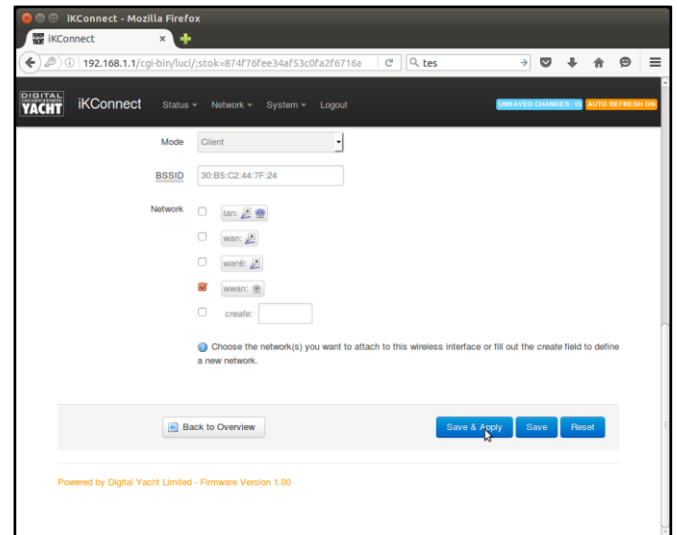 iKConnect - Mozilla Firefox
iKConnect
192.168.1.1/cgi-bin/luci/;stok=874f76fee34af53c0fa2f6716a
tes
DIGITAL YACHT
iKConnect Status Network System Logout
UNSAVED CHANGES: 15 AUTO REFRESH ON
Mode Client
BSSID 30:B5:C2:44:7F:24
Network lan:
wan:
wan6:
wwan:
create:
Choose the network(s) you want to attach to this wireless interface or fill out the create field to define
a new network.
Back to Overview Save & Apply Save Reset
Powered by Digital Yacht Limited - Firmware Version 1.00